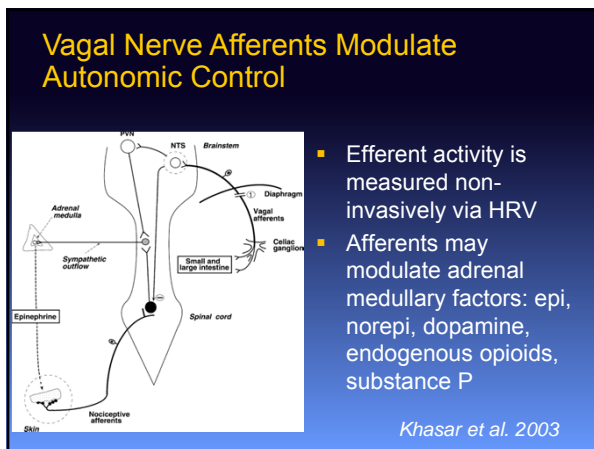 Vagal Nerve Afferents Modulate
Autonomic Control
PVN
NTS
Brainstem
Diaphragm
1
Vagal
afferents
Adrenal
medulla
Celiac
ganglion
Small and
large intestine
Sympathetic
outflow
Epinephrine
Spinal cord
Nociceptive
afferents
Skin
Efferent activity is
measured non-
invasively via HRV
Afferents may
modulate adrenal
medullary factors: epi,
norepi, dopamine,
endogenous opioids,
substance P
Khasar et al. 2003